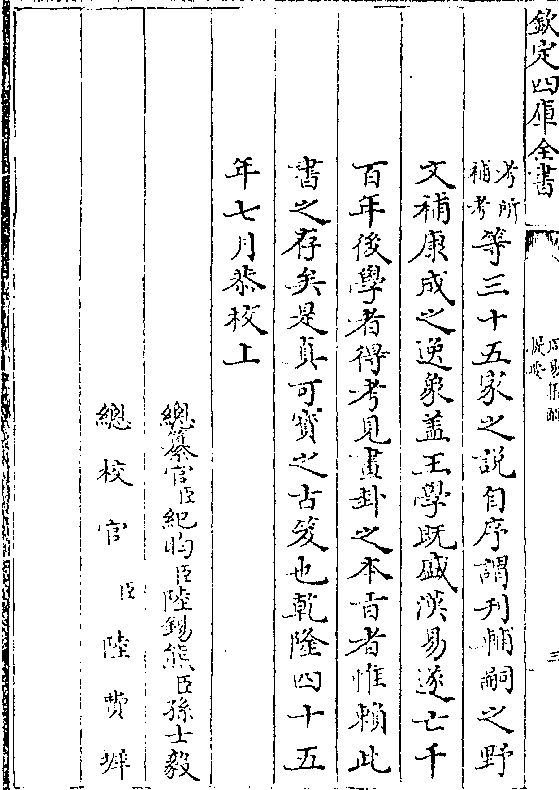 欽定四庫全書
周易集解
提要
三
考所
補考
等三十五家之說自序謂刋輔嗣之野
文補康成之逸象盖王學既盛漢易遂亡千
百年後學者得考見畫卦之本旨者惟賴此
書之存矣是真可寶之古笈也乾隆四十五
年七月恭校上
總纂官臣紀昀臣陸錫熊臣孫士毅
總校官臣陸費墀